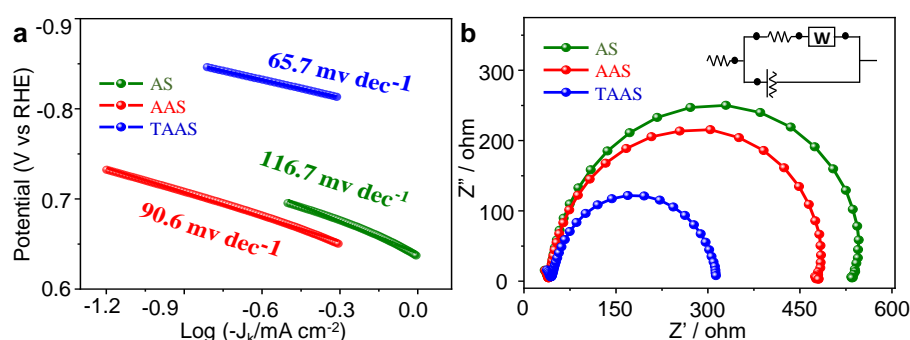 a
-0.9
-0.8
0.7
0.6
Potential (V vs RHE)
AS
AAS
TAAS
65.7 mv dec-1
116.7 mv dec-1
90.6 mv dec-1
-1.2
-0.9
-0.6
-0.3
0.0
Log (-Jk/mA cm-2)
b
350
300
200
100
0
Z" / ohm
AS
AAS
TAAS
W
0
150
300
450
600
Z' / ohm